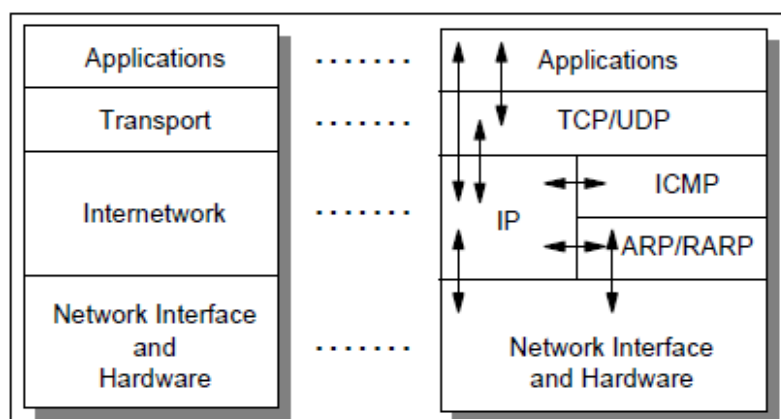 Applications
Transport
Internetwork
Network Interface
and
Hardware
Applications
TCP/UDP
IP
ICMP
ARP/RARP
Network Interface
and Hardware